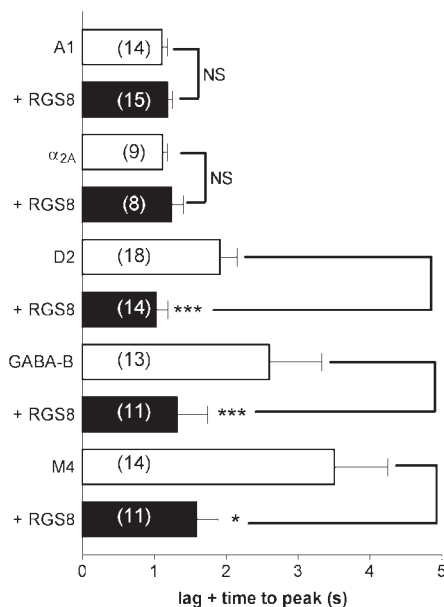 A1 (14)
NS
+ RGS8 (15)
α2A (9)
NS
+ RGS8 (8)
D2 (18)
+ RGS8 (14) ***
GABA-B (13)
+ RGS8 (11) ***
M4 (14)
+ RGS8 (11) *
0 1 2 3 4 5
lag + time to peak (s)